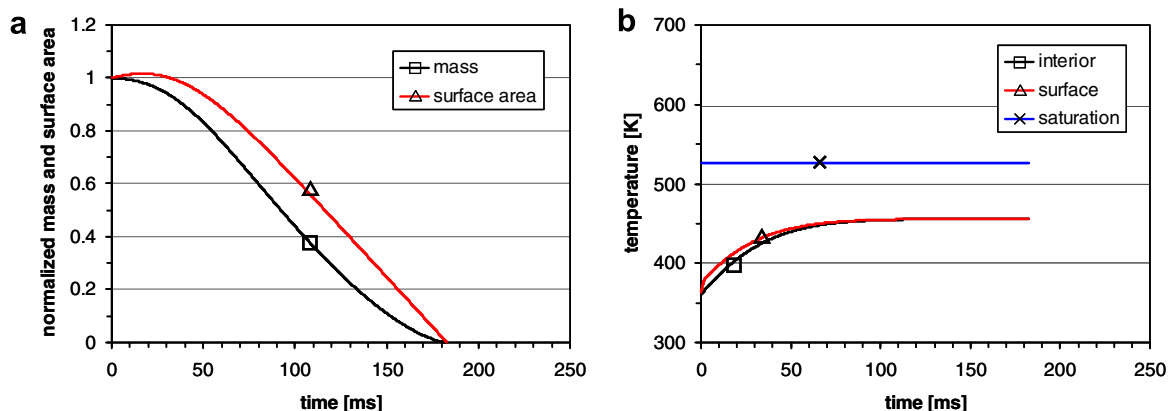 a
normalized mass and surface area
1.2
1
0.8
0.6
0.4
0.2
0
0 50 100 150 200 250
time [ms]
mass
surface area
b
temperature [K]
700
600
500
400
300
0 50 100 150 200 250
time [ms]
interior
surface
saturation